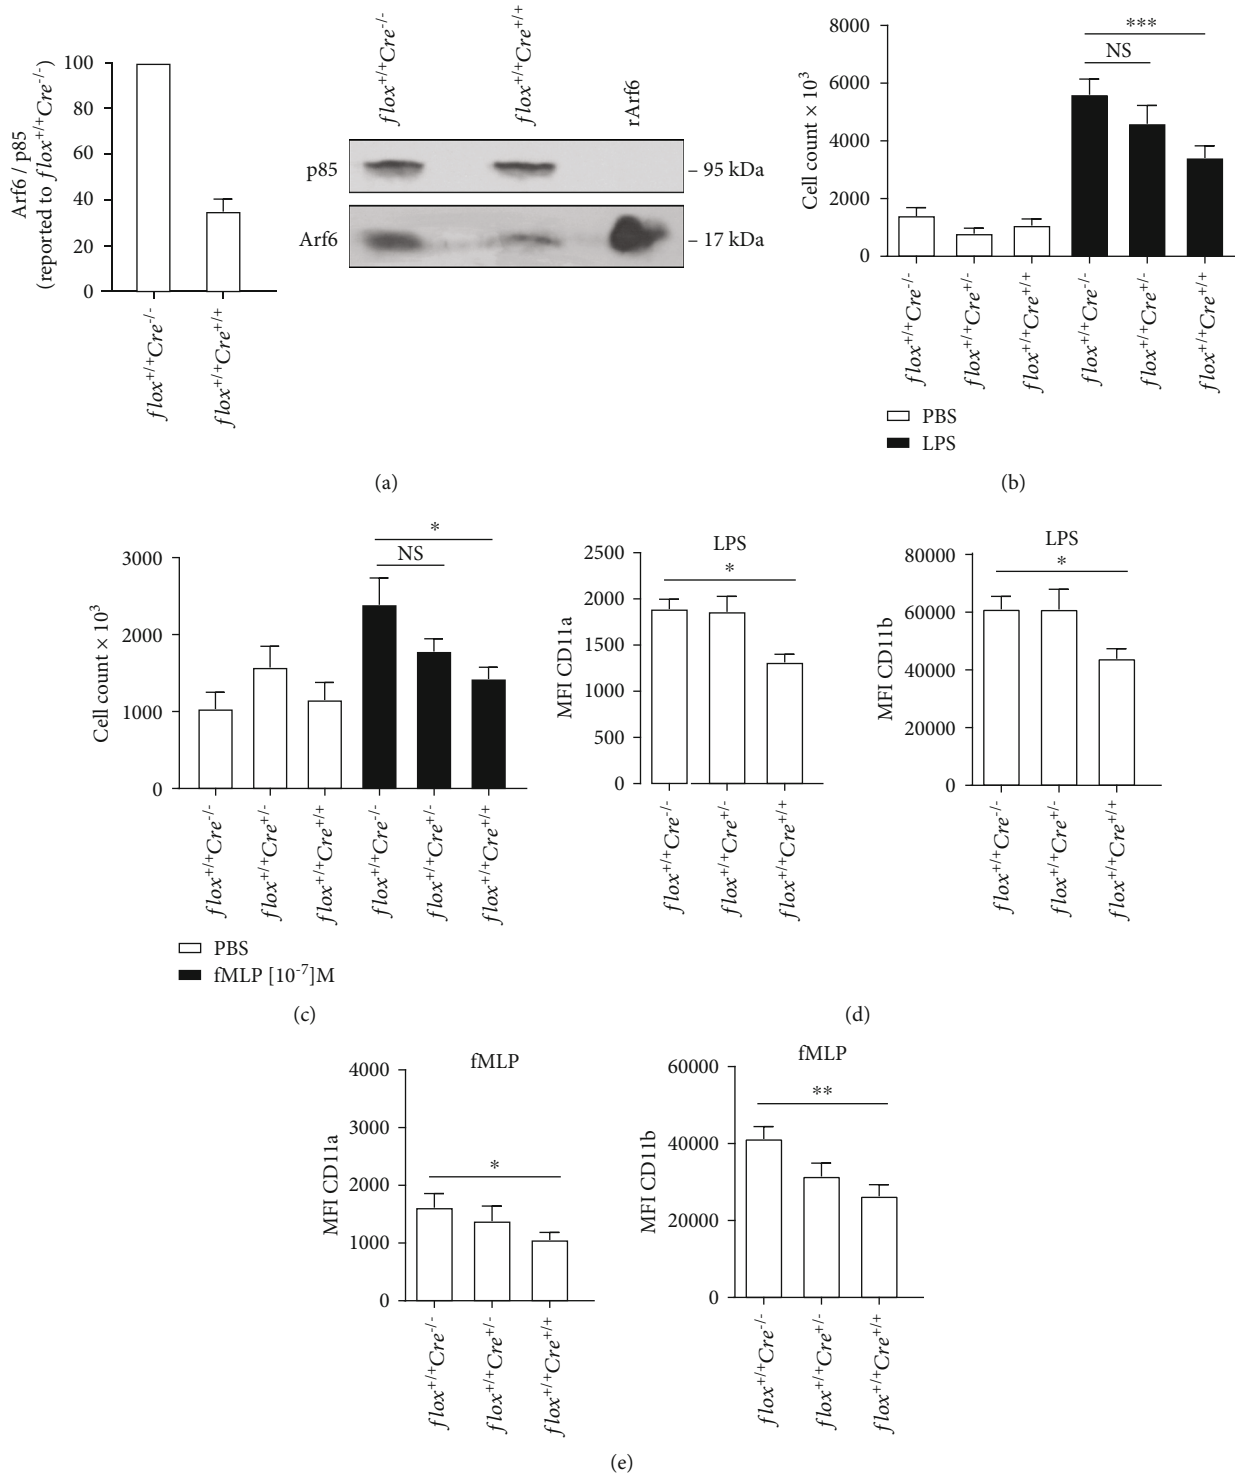 Arf6 / p85
(reported to flox+/+Cre-/-)
100
80
60
40
20
0
flox+/+Cre-/-
flox+/+Cre+/+
flox+/+Cre-/-
flox+/+Cre+/+
rArf6
p85
– 95 kDa
Arf6
– 17 kDa
(a)
Cell count × 10³
8000
6000
4000
2000
0
***
NS
flox+/+Cre-/-
flox+/+Cre+/-
flox+/+Cre+/+
flox+/+Cre-/-
flox+/+Cre+/-
flox+/+Cre+/+
PBS
LPS
(b)
Cell count × 10³
3000
2000
1000
0
*
NS
flox+/+Cre-/-
flox+/+Cre+/-
flox+/+Cre+/+
flox+/+Cre-/-
flox+/+Cre+/-
flox+/+Cre+/+
PBS
fMLP [10-7]M
(c)
LPS
*
MFI CD11a
2500
2000
1500
1000
500
0
flox+/+Cre-/-
flox+/+Cre+/-
flox+/+Cre+/+
LPS
*
MFI CD11b
80000
60000
40000
20000
0
flox+/+Cre-/-
flox+/+Cre+/-
flox+/+Cre+/+
(d)
fMLP
*
MFI CD11a
4000
3000
2000
1000
0
flox+/+Cre-/-
flox+/+Cre+/-
flox+/+Cre+/+
fMLP
**
MFI CD11b
60000
40000
20000
0
flox+/+Cre-/-
flox+/+Cre+/-
flox+/+Cre+/+
(e)